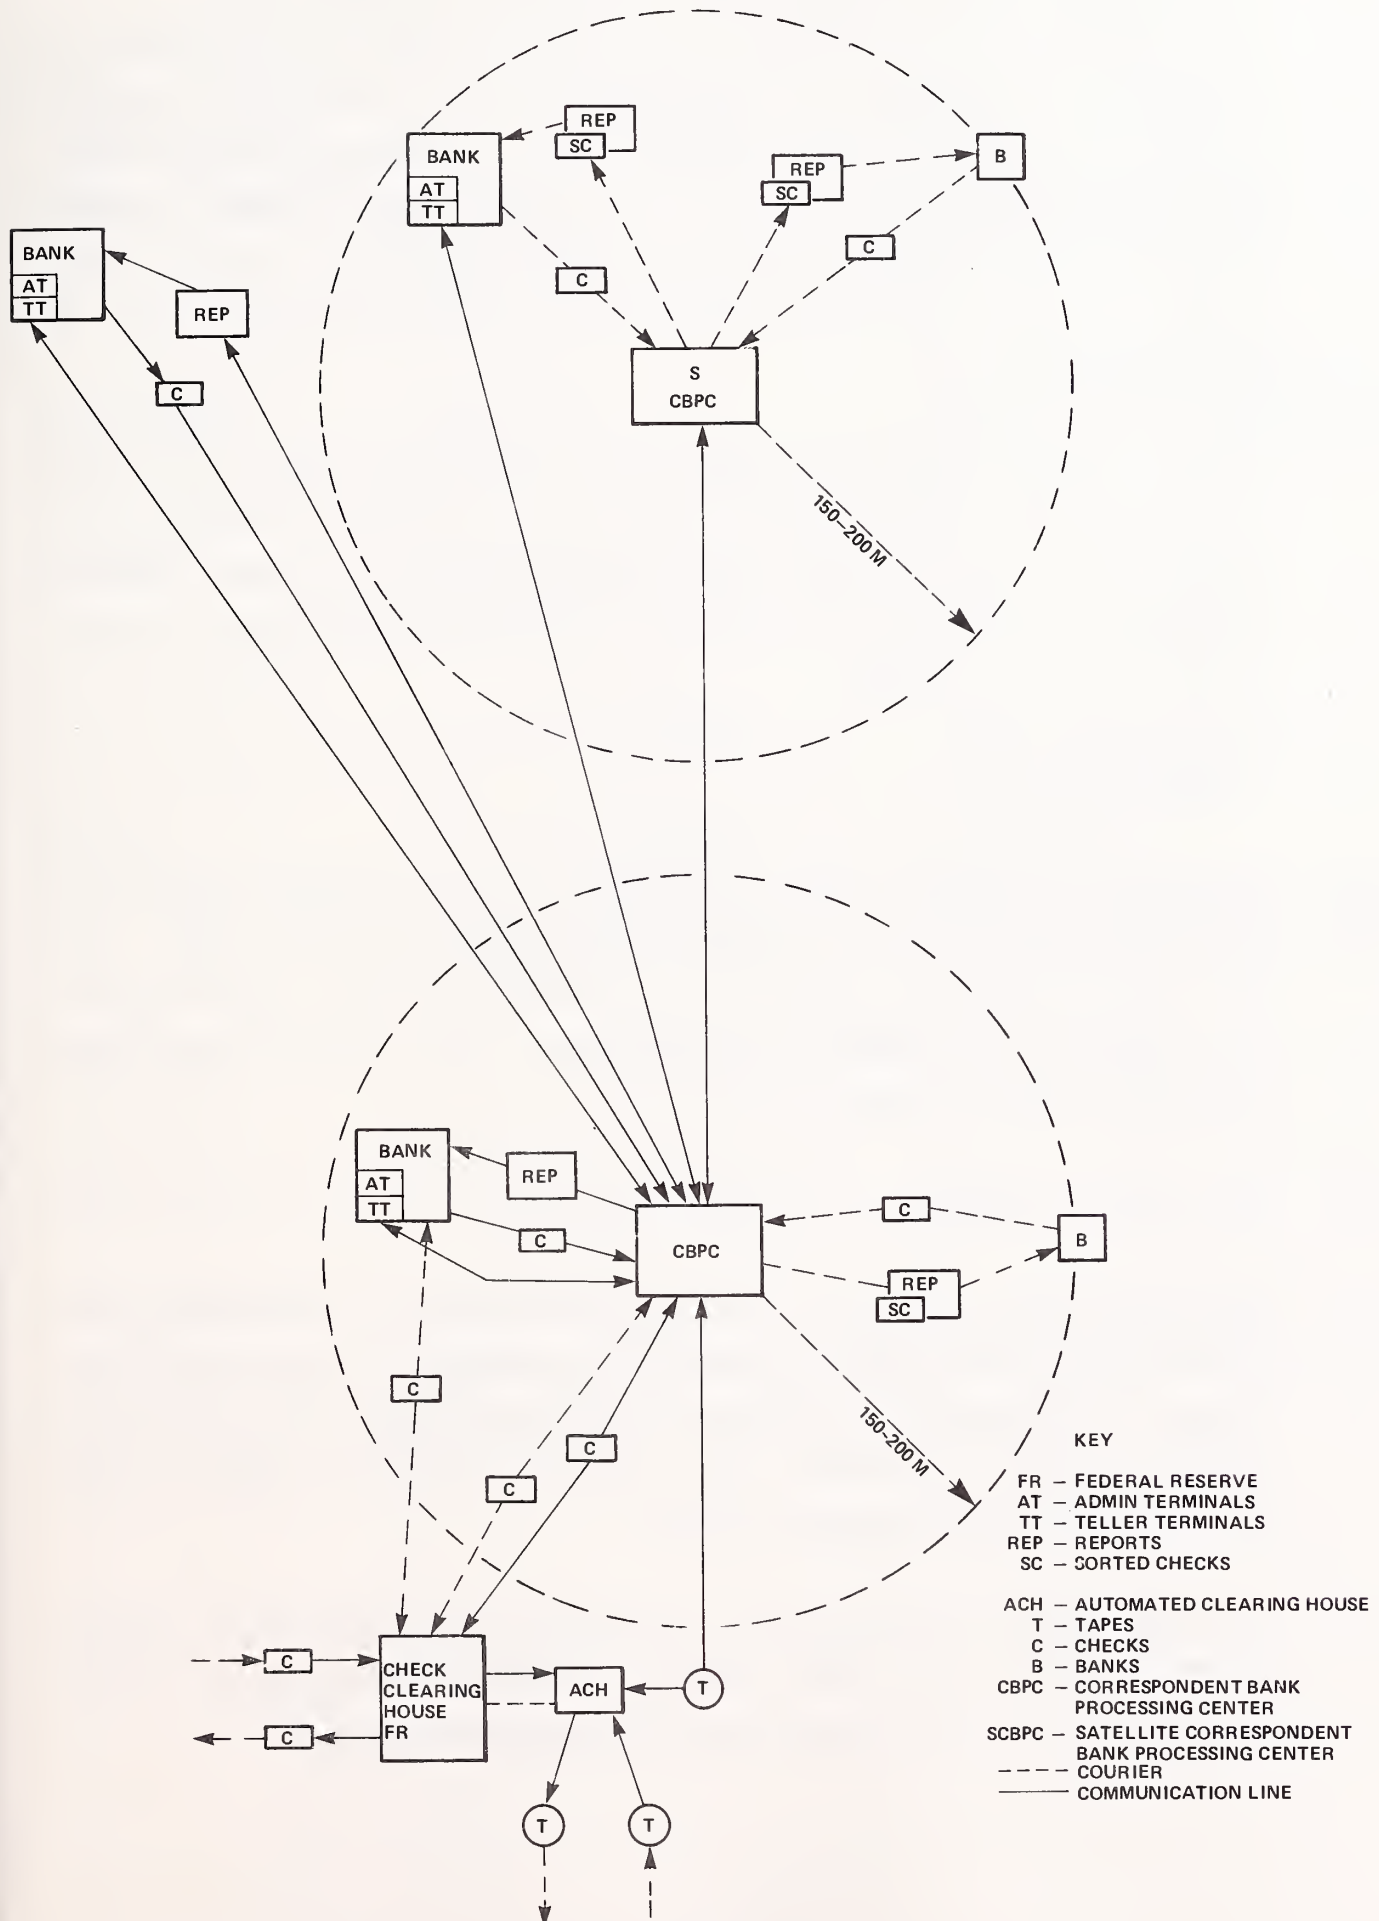 REP
SC
BANK
AT
TT
B
REP
SC
C
BANK
AT
TT
C
REP
C
S
CBPC
150–200 M
BANK
AT
TT
REP
C
CBPC
C
B
REP
SC
C
C
C
150–200 M
KEY
FR – FEDERAL RESERVE
AT – ADMIN TERMINALS
TT – TELLER TERMINALS
REP – REPORTS
SC – SORTED CHECKS
ACH – AUTOMATED CLEARING HOUSE
T – TAPES
C – CHECKS
B – BANKS
CBPC – CORRESPONDENT BANK
PROCESSING CENTER
SCBPC – SATELLITE CORRESPONDENT
BANK PROCESSING CENTER
COURIER
COMMUNICATION LINE
C
CHECK
CLEARING
HOUSE
FR
C
ACH
T
T
T